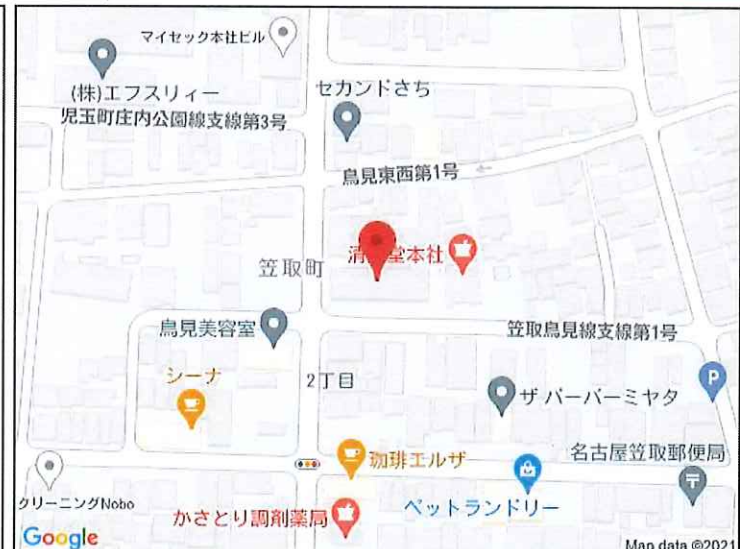 マイセック本社ビル
(株)エフスリィー
児玉町庄内公園線支線第3号
セカンドさち
鳥見東西第1号
笠取町
清
堂本社
鳥見美容室
笠取鳥見線支線第1号
シーナ
2丁目
ザ バーバーミヤタ
P
珈琲エルザ
名古屋笠取郵便局
クリーニングNobo
かさとり調剤薬局
ペットランドリー
Google
Map data ©2021